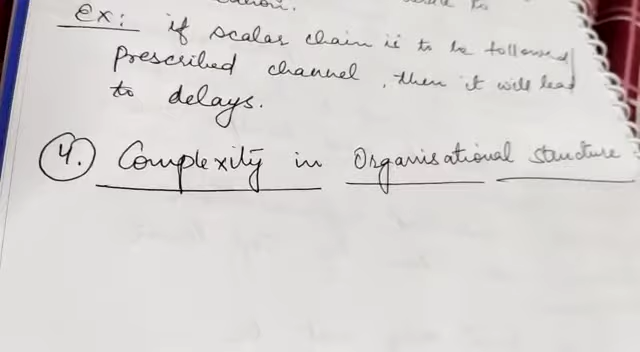 Ex: if scalar chain is to be followed
prescribed channel, then it will lead
to delays.
4. Complexity in Organisational structure